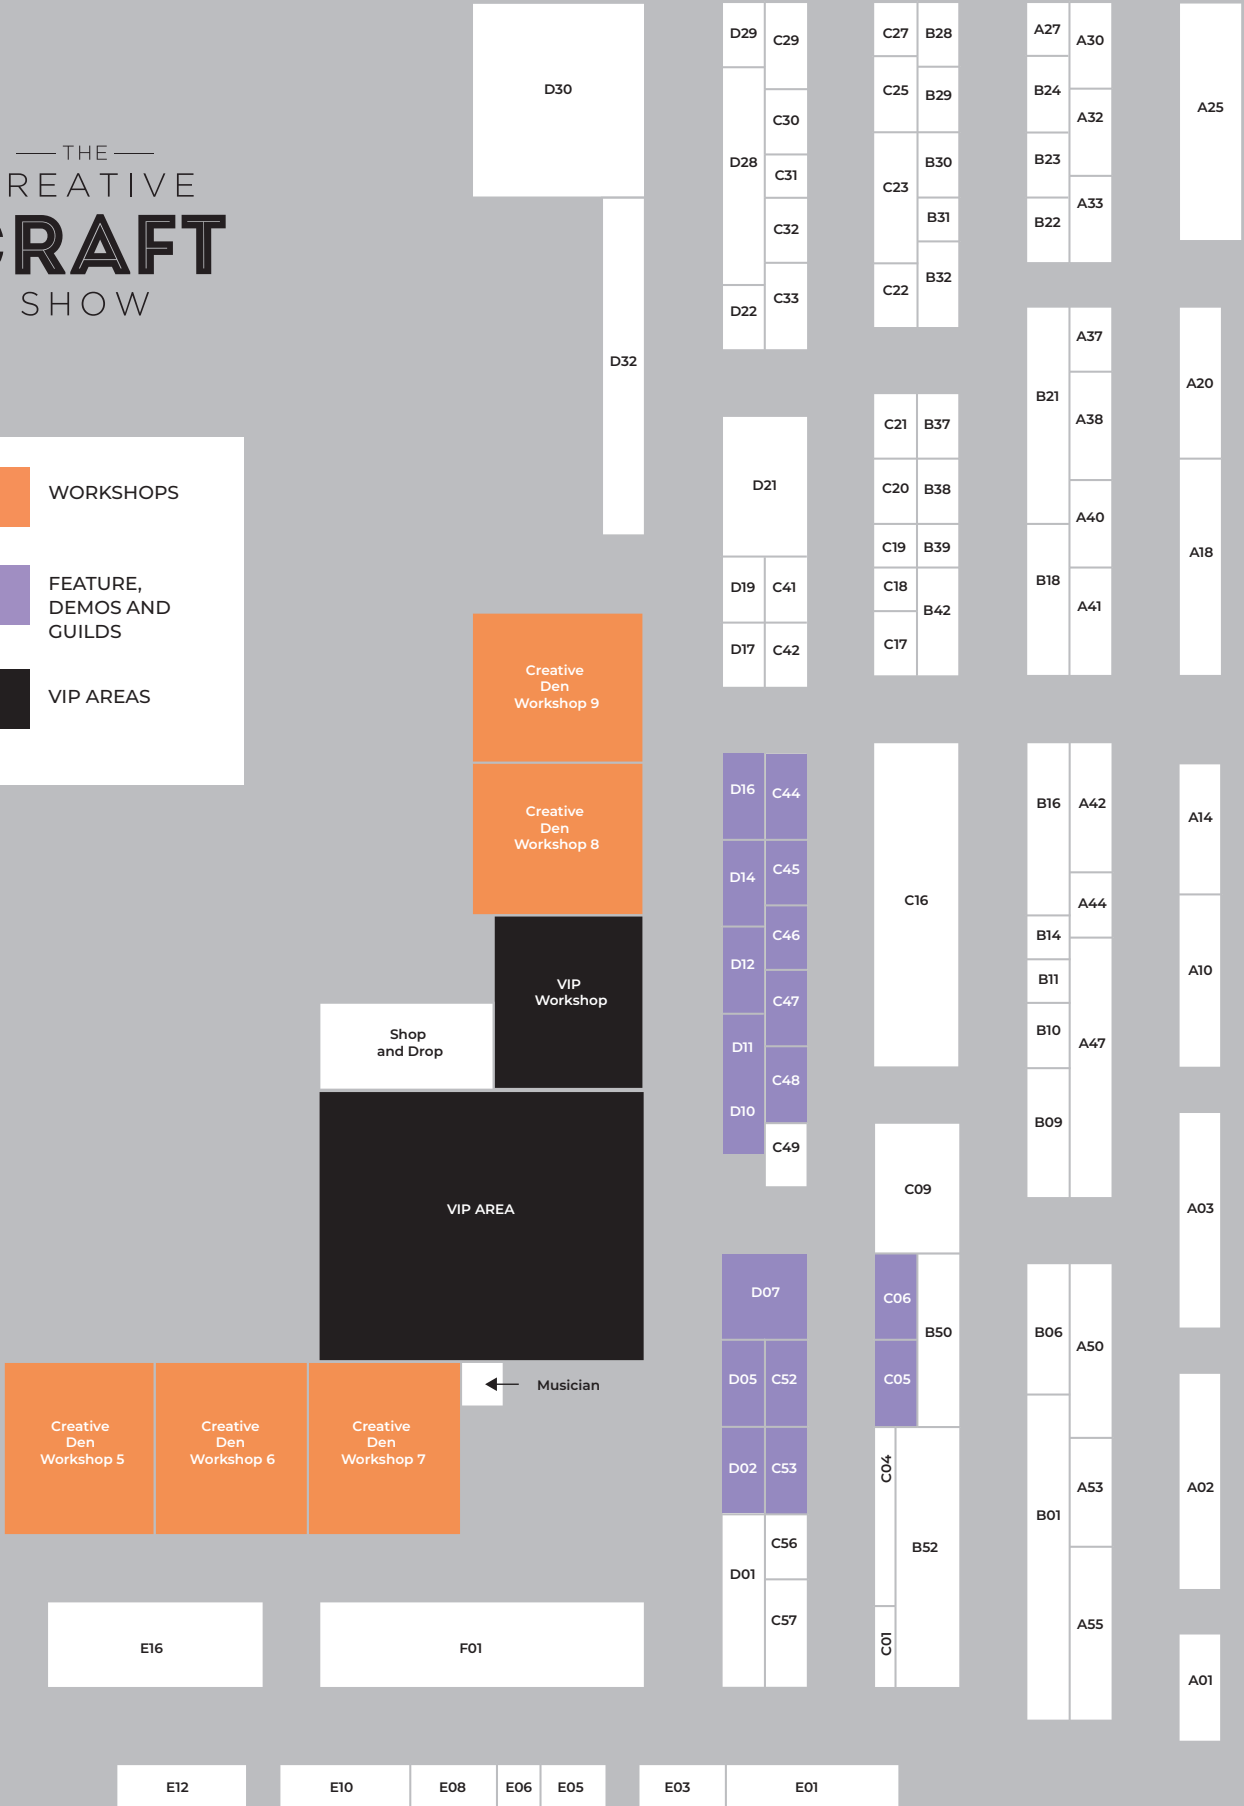 THE
REATIVE
CRAFT
SHOW
WORKSHOPS
FEATURE,
DEMOS AND
GUILDS
VIP AREAS
D30
D32
Creative
Den
Workshop 9
Creative
Den
Workshop 8
VIP
Workshop
Shop
and Drop
VIP AREA
Musician
Creative
Den
Workshop 5
Creative
Den
Workshop 6
Creative
Den
Workshop 7
E16
F01
E12
E10
E08
E06
E05
E03
E01
D29
C29
D28
C30
C31
C32
D22
C33
D21
D19
C41
D17
C42
D16
C44
D14
C45
D12
C46
C47
D11
C48
D10
C49
D07
D05
C52
D02
C53
D01
C56
C57
C27
B28
C25
B29
C23
B30
B31
C22
B32
C21
B37
C20
B38
C19
B39
C18
B42
C17
C16
C09
C06
B50
C05
C04
B52
C01
A27
A30
B24
A32
B23
A33
B22
B21
A37
A38
A40
B18
A41
B16
A42
A44
B14
B11
B10
A47
B09
B06
A50
B01
A53
A55
A25
A20
A18
A14
A10
A03
A02
A01